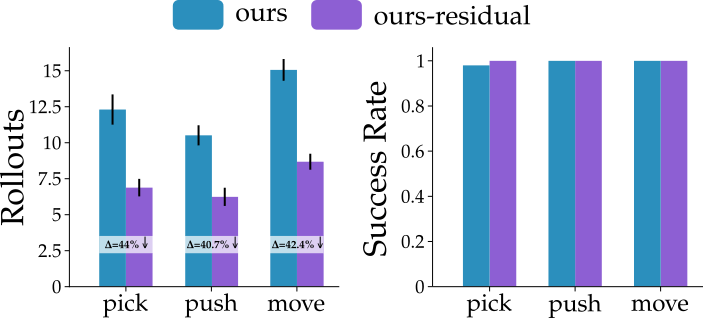 ours ours-residual
Rollouts
15
12.5
10
7.5
5
2.5
0
Δ=44% ↓ Δ=40.7% ↓ Δ=42.4% ↓
pick push move
Success Rate
1
0.8
0.6
0.4
0.2
0
pick push move